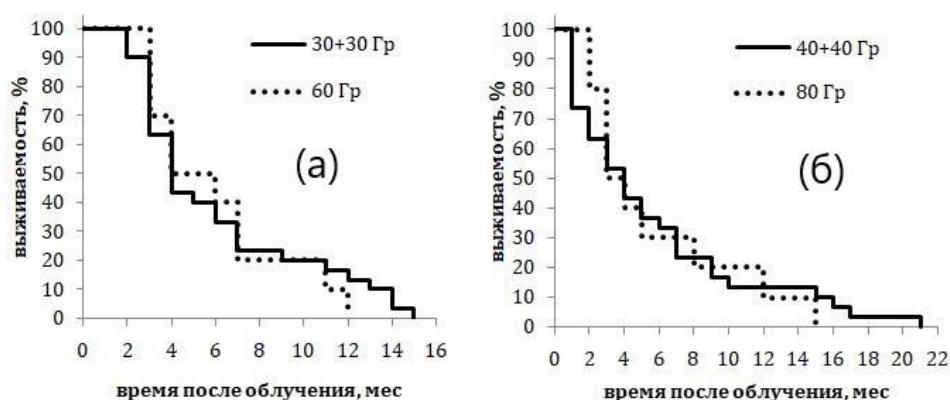 выживаемость, %
100
90
80
70
60
50
40
30
20
10
0
30+30 Гр
60 Гр
(а)
0 2 4 6 8 10 12 14 16
время после облучения, мес
выживаемость, %
100
90
80
70
60
50
40
30
20
10
0
40+40 Гр
80 Гр
(б)
0 2 4 6 8 10 12 14 16 18 20 22
время после облучения, мес